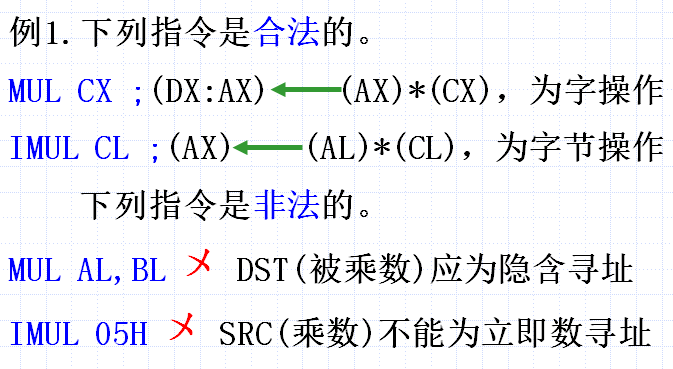 例1.下列指令是合法的。
MUL CX ;(DX:AX)←(AX)*(CX)，为字操作
IMUL CL ;(AX)←(AL)*(CL)，为字节操作
下列指令是非法的。
MUL AL,BL ㄨ DST(被乘数)应为隐含寻址
IMUL 05H ㄨ SRC(乘数)不能为立即数寻址